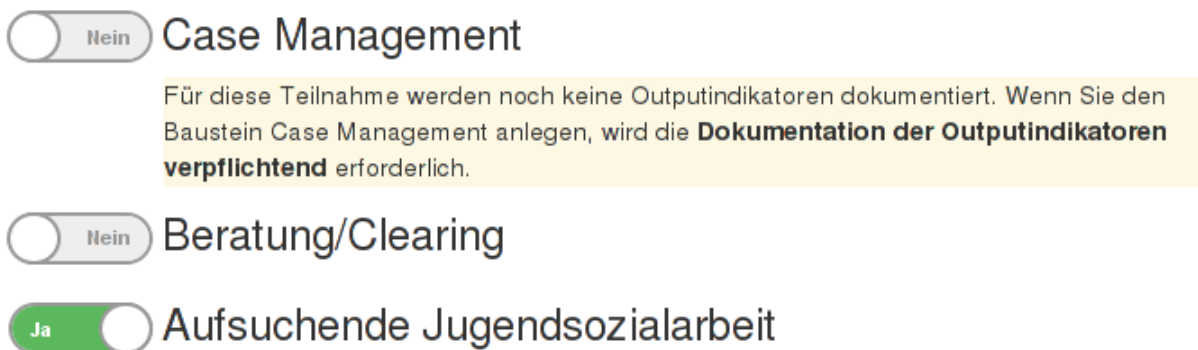 Nein Case Management
Für diese Teilnahme werden noch keine Outputindikatoren dokumentiert. Wenn Sie den
Baustein Case Management anlegen, wird die Dokumentation der Outputindikatoren
verpflichtend erforderlich.
Nein Beratung/Clearing
Ja Aufsuchende Jugendsozialarbeit